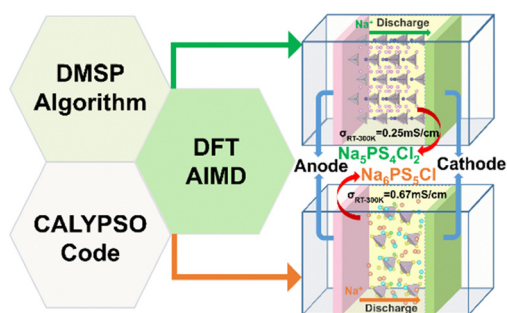 DMSP
Algorithm
CALYPSO
Code
DFT
AIMD
Na⁺ Discharge
σRT-300K=0.25mS/cm
Na₅PS₄Cl₂
Anode Cathode
Na₆PS₅Cl
σRT-300K=0.67mS/cm
Na⁺
Discharge